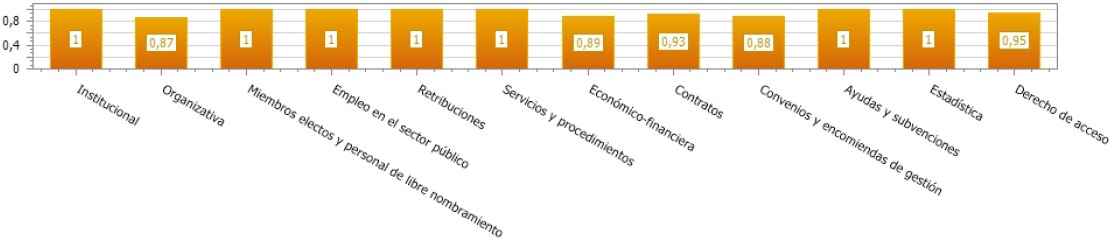 0,8
0,4
0
1
0,87
1
1
1
1
0,89
0,93
0,88
1
1
0,95
Institucional
Organizativa
Miembros electos y personal de libre nombramiento
Empleo en el sector público
Retribuciones
Servicios y procedimientos
Económico-financiera
Contratos
Convenios y encomiendas de gestión
Ayudas y subvenciones
Estadística
Derecho de acceso